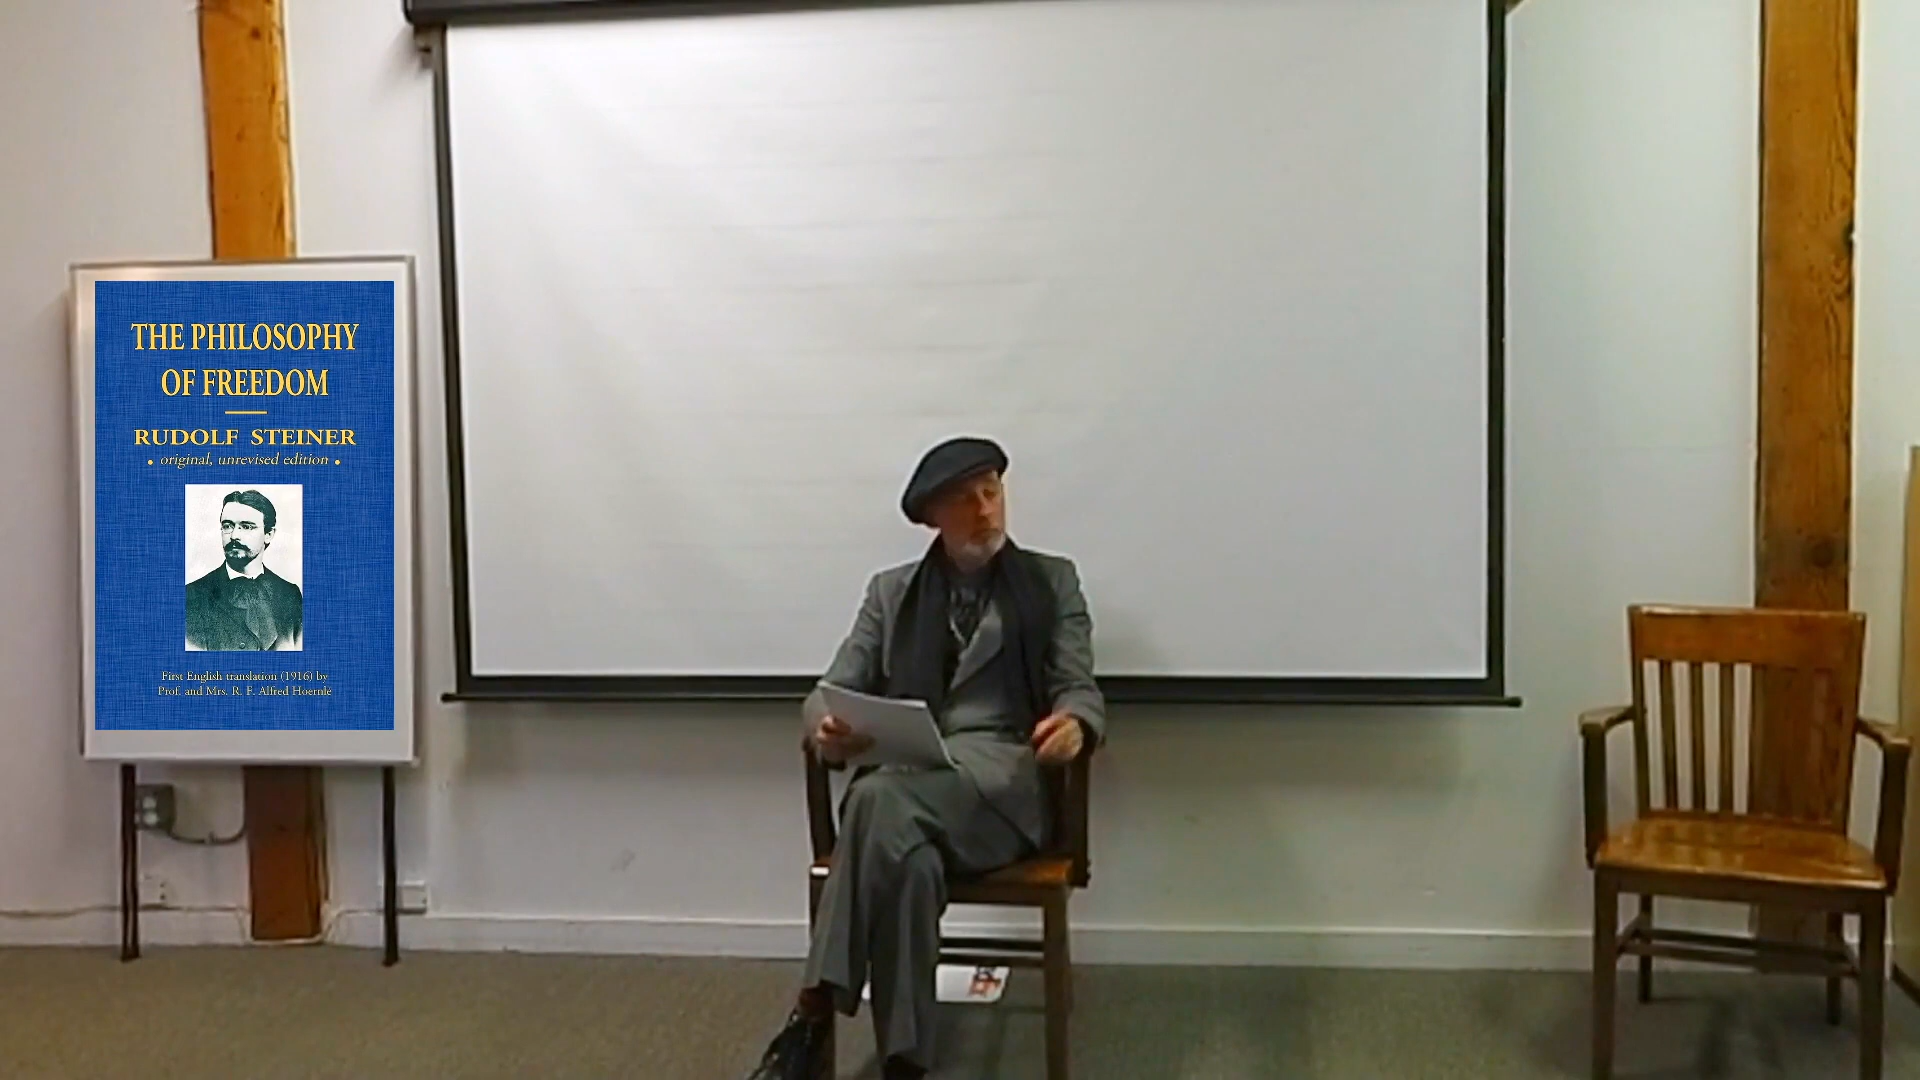 THE PHILOSOPHY
OF FREEDOM
RUDOLF STEINER
• original, unrevised edition •
First English translation (1916) by
Prof. and Mrs. R. F. Alfred Hoernlé